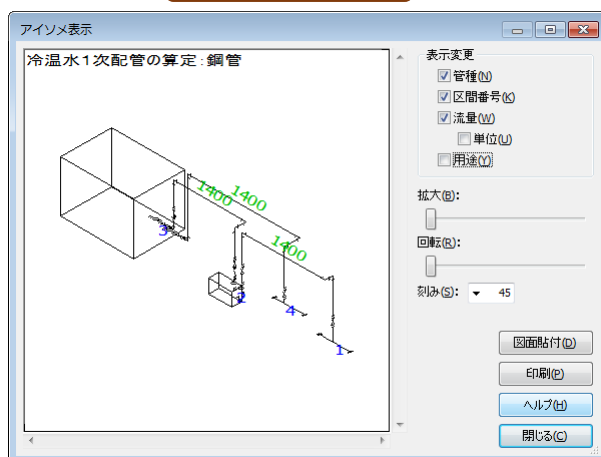 アイソメ表示
冷温水1次配管の算定:鋼管
1400
1400
1400
3
2
4
1
表示変更
管種(N)
区間番号(K)
流量(W)
単位(U)
用途(Y)
拡大(B):
回転(R):
刻み(S):
45
図面貼付(D)
印刷(P)
ヘルプ(H)
閉じる(C)